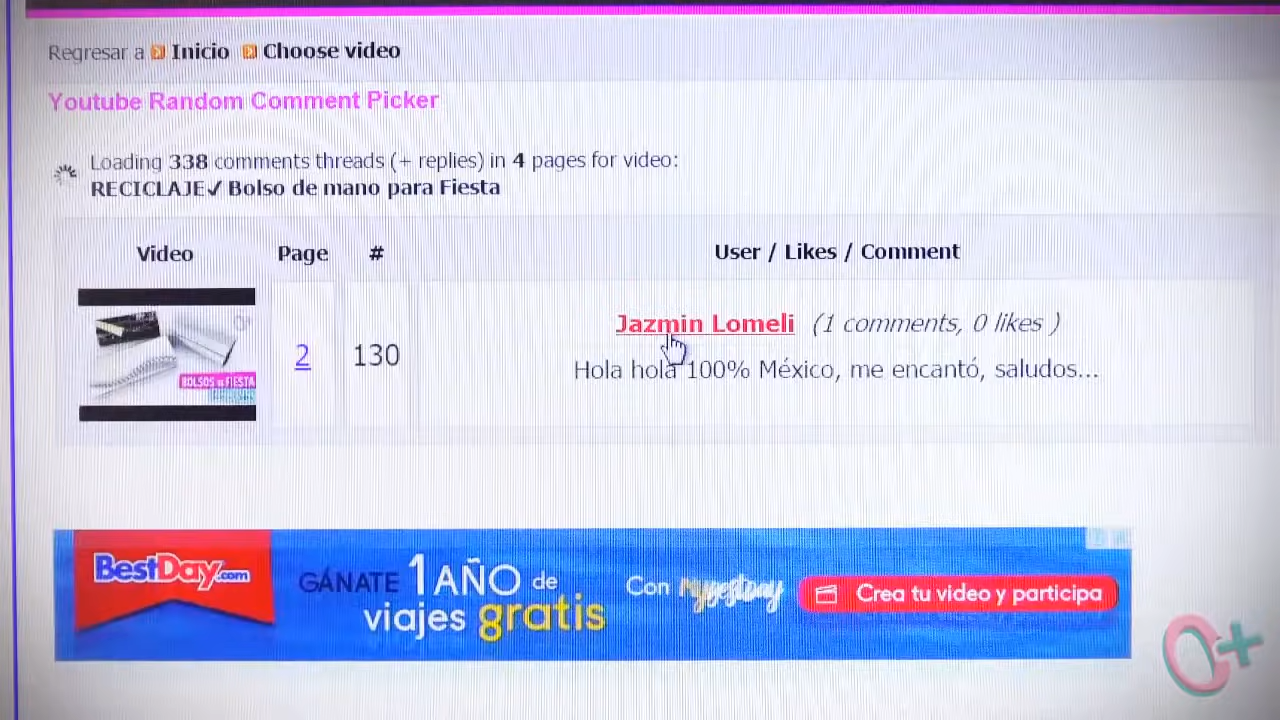 Regresar a Inicio Choose video
Youtube Random Comment Picker
Loading 338 comments threads (+ replies) in 4 pages for video:
RECICLAJE✓ Bolso de mano para Fiesta
Video Page # User / Likes / Comment
Jazmin Lomeli (1 comments, 0 likes )
2 130
Hola hola 100% México, me encantó, saludos...
BOLSOS de FIESTA
BestDay.com
GÁNATE 1 AÑO de
viajes gratis
Con MyBestDay
Crea tu video y participa
O+